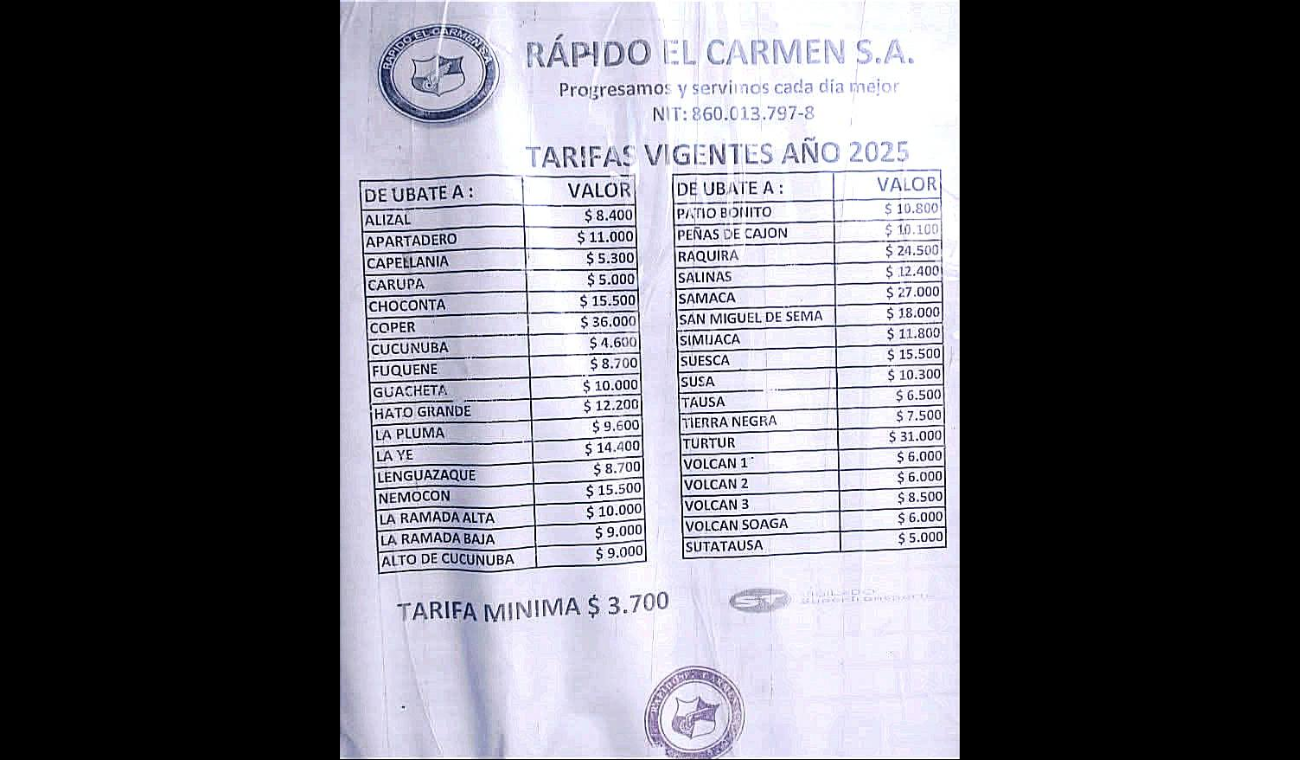 RÁPIDO EL CARMEN S.A
RÁPIDO EL CARMEN S.A.
Progresamos y servimos cada día mejor
NIT: 860.013.797-8
TARIFAS VIGENTES AÑO 2025
DE UBATE A : VALOR
ALIZAL $ 8.400
APARTADERO $ 11.000
CAPELLANIA $ 5.300
CARUPA $ 5.000
CHOCONTA $ 15.500
COPER $ 36.000
CUCUNUBA $ 4.600
FUQUENE $ 8.700
GUACHETA $ 10.000
HATO GRANDE $ 12.200
LA PLUMA $ 9.600
LA YE $ 14.400
LENGUAZAQUE $ 8.700
NEMOCON $ 15.500
LA RAMADA ALTA $ 10.000
LA RAMADA BAJA $ 9.000
ALTO DE CUCUNUBA $ 9.000
DE UBATE A : VALOR
PATIO BONITO $ 10.800
PEÑAS DE CAJON $ 10.100
RAQUIRA $ 24.500
SALINAS $ 12.400
SAMACA $ 27.000
SAN MIGUEL DE SEMA $ 18.000
SIMIJACA $ 11.800
SUESCA $ 15.500
SUSA $ 10.300
TAUSA $ 6.500
TIERRA NEGRA $ 7.500
TURTUR $ 31.000
VOLCAN 1 $ 6.000
VOLCAN 2 $ 6.000
VOLCAN 3 $ 8.500
VOLCAN SOAGA $ 6.000
SUTATAUSA $ 5.000
TARIFA MINIMA $ 3.700